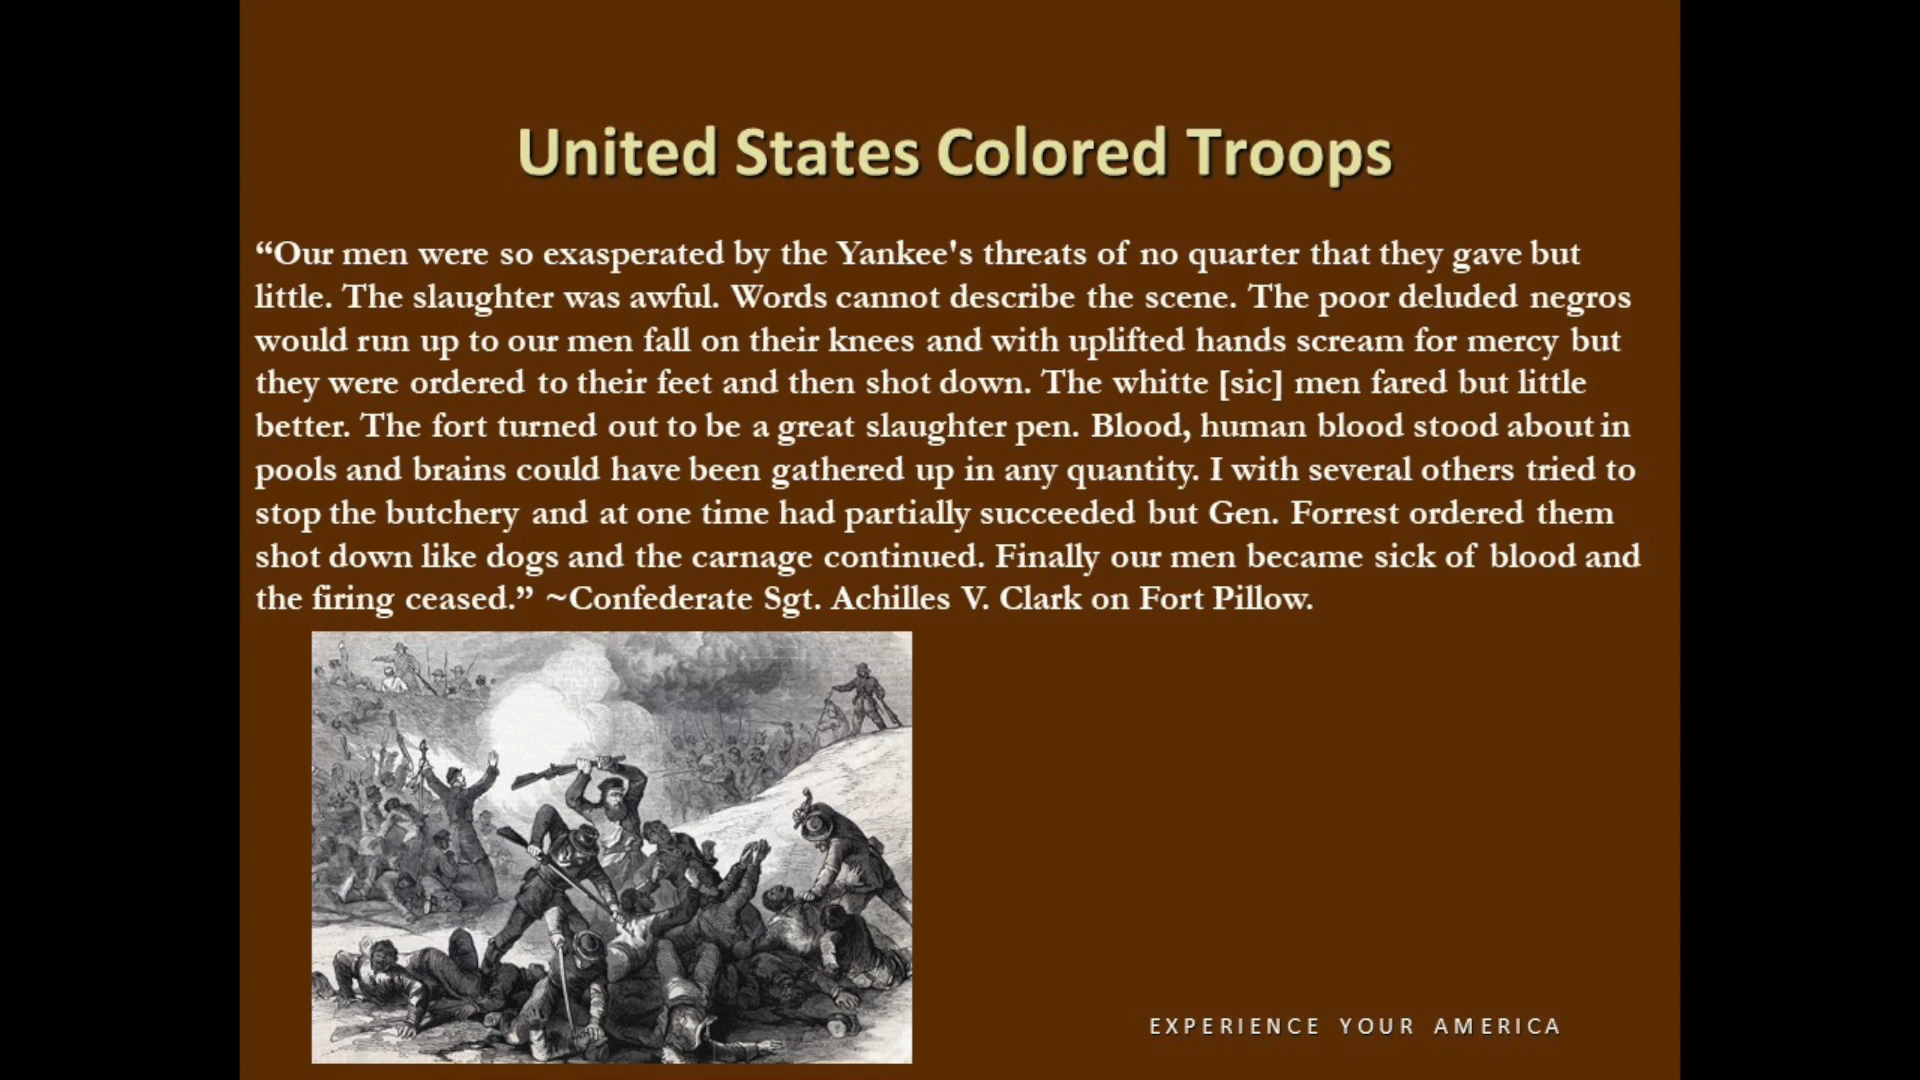 United States Colored Troops
“Our men were so exasperated by the Yankee's threats of no quarter that they gave but
little. The slaughter was awful. Words cannot describe the scene. The poor deluded negros
would run up to our men fall on their knees and with uplifted hands scream for mercy but
they were ordered to their feet and then shot down. The whitte [sic] men fared but little
better. The fort turned out to be a great slaughter pen. Blood, human blood stood about in
pools and brains could have been gathered up in any quantity. I with several others tried to
stop the butchery and at one time had partially succeeded but Gen. Forrest ordered them
shot down like dogs and the carnage continued. Finally our men became sick of blood and
the firing ceased.” ~Confederate Sgt. Achilles V. Clark on Fort Pillow.
EXPERIENCE YOUR AMERICA